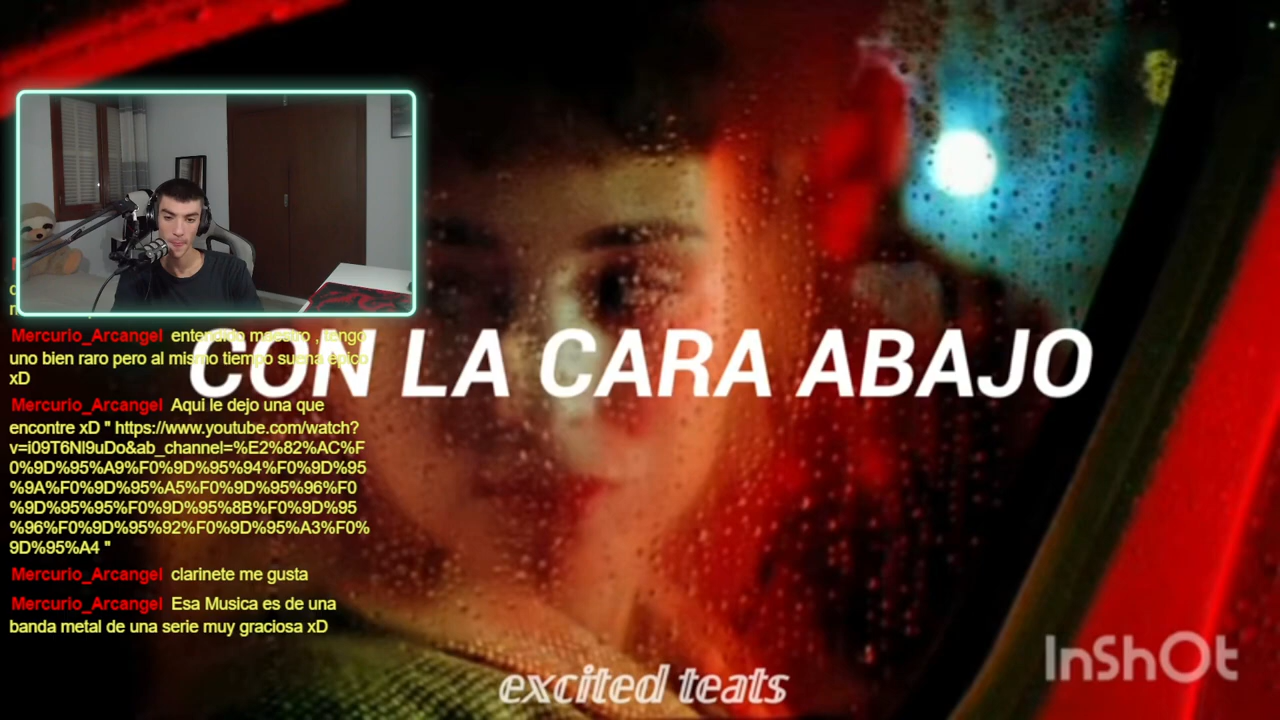 Mercurio_Arcangel entendido maestro , tengo
uno bien raro pero al mismo tiempo suena épico
xD
CON LA CARA ABAJO
Mercurio_Arcangel Aqui le dejo una que
encontre xD " https://www.youtube.com/watch?
v=i09T6Nl9uDo&ab_channel=%E2%82%AC%F
0%9D%95%A9%F0%9D%95%94%F0%9D%95
%9A%F0%9D%95%A5%F0%9D%95%96%F0
%9D%95%95%F0%9D%95%8B%F0%9D%95
%96%F0%9D%95%92%F0%9D%95%A3%F0%
9D%95%A4 "
Mercurio_Arcangel clarinete me gusta
Mercurio_Arcangel Esa Musica es de una
banda metal de una serie muy graciosa xD
InShOt
excited teats